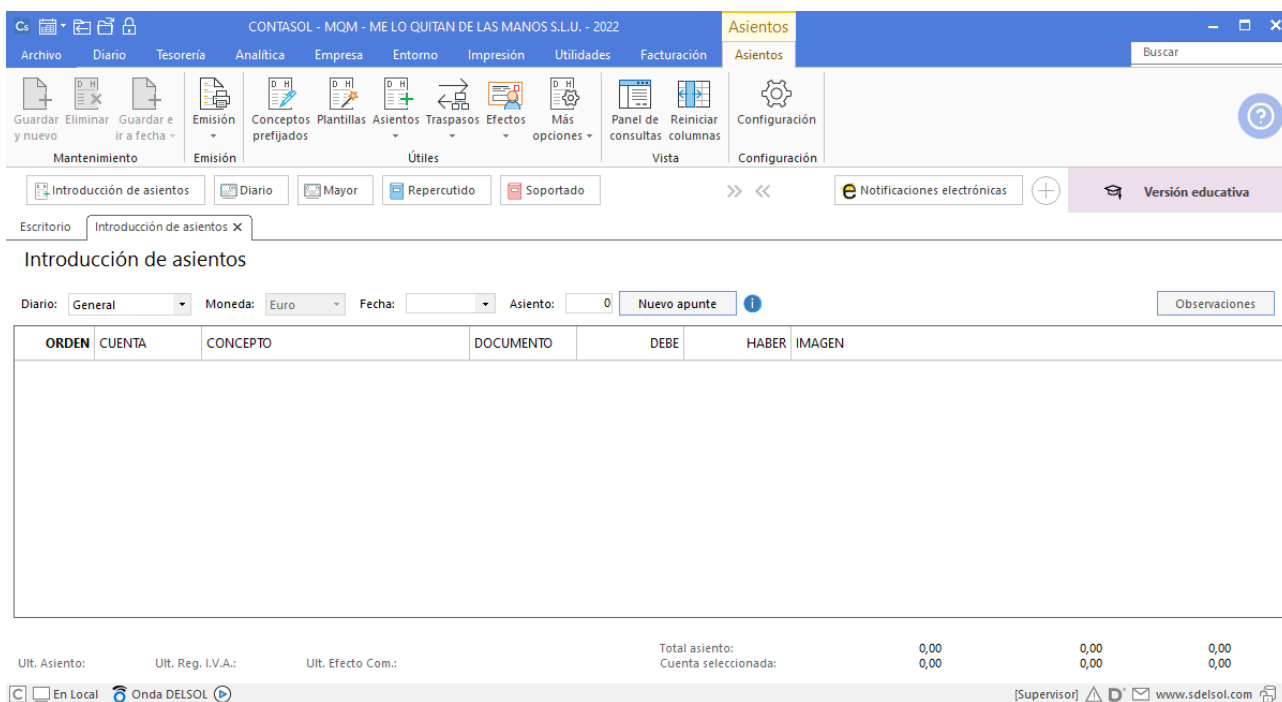 Cs CONTASOL - MQM - ME LO QUITAN DE LAS MANOS S.L.U. - 2022 Asientos
Archivo Diario Tesorería Analítica Empresa Entorno Impresión Utilidades Facturación Asientos Buscar
D H D H D H D H D H
Guardar Eliminar Guardar e Emisión Conceptos Plantillas Asientos Traspasos Efectos Más Panel de Reiniciar Configuración
y nuevo ir a fecha prefijados opciones consultas columnas
Mantenimiento Emisión Útiles Vista Configuración
Introducción de asientos Diario Mayor Repercutido Soportado e Notificaciones electrónicas Versión educativa
Escritorio Introducción de asientos X
Introducción de asientos
Diario: General Moneda: Euro Fecha: Asiento: 0 Nuevo apunte i Observaciones
ORDEN CUENTA CONCEPTO DOCUMENTO DEBE HABER IMAGEN
Total asiento: 0,00 0,00 0,00
Ult. Asiento: Ult. Reg. I.V.A.: Ult. Efecto Com.: Cuenta seleccionada: 0,00 0,00 0,00
C En Local Onda DELSOL [Supervisor] D www.sdelsol.com